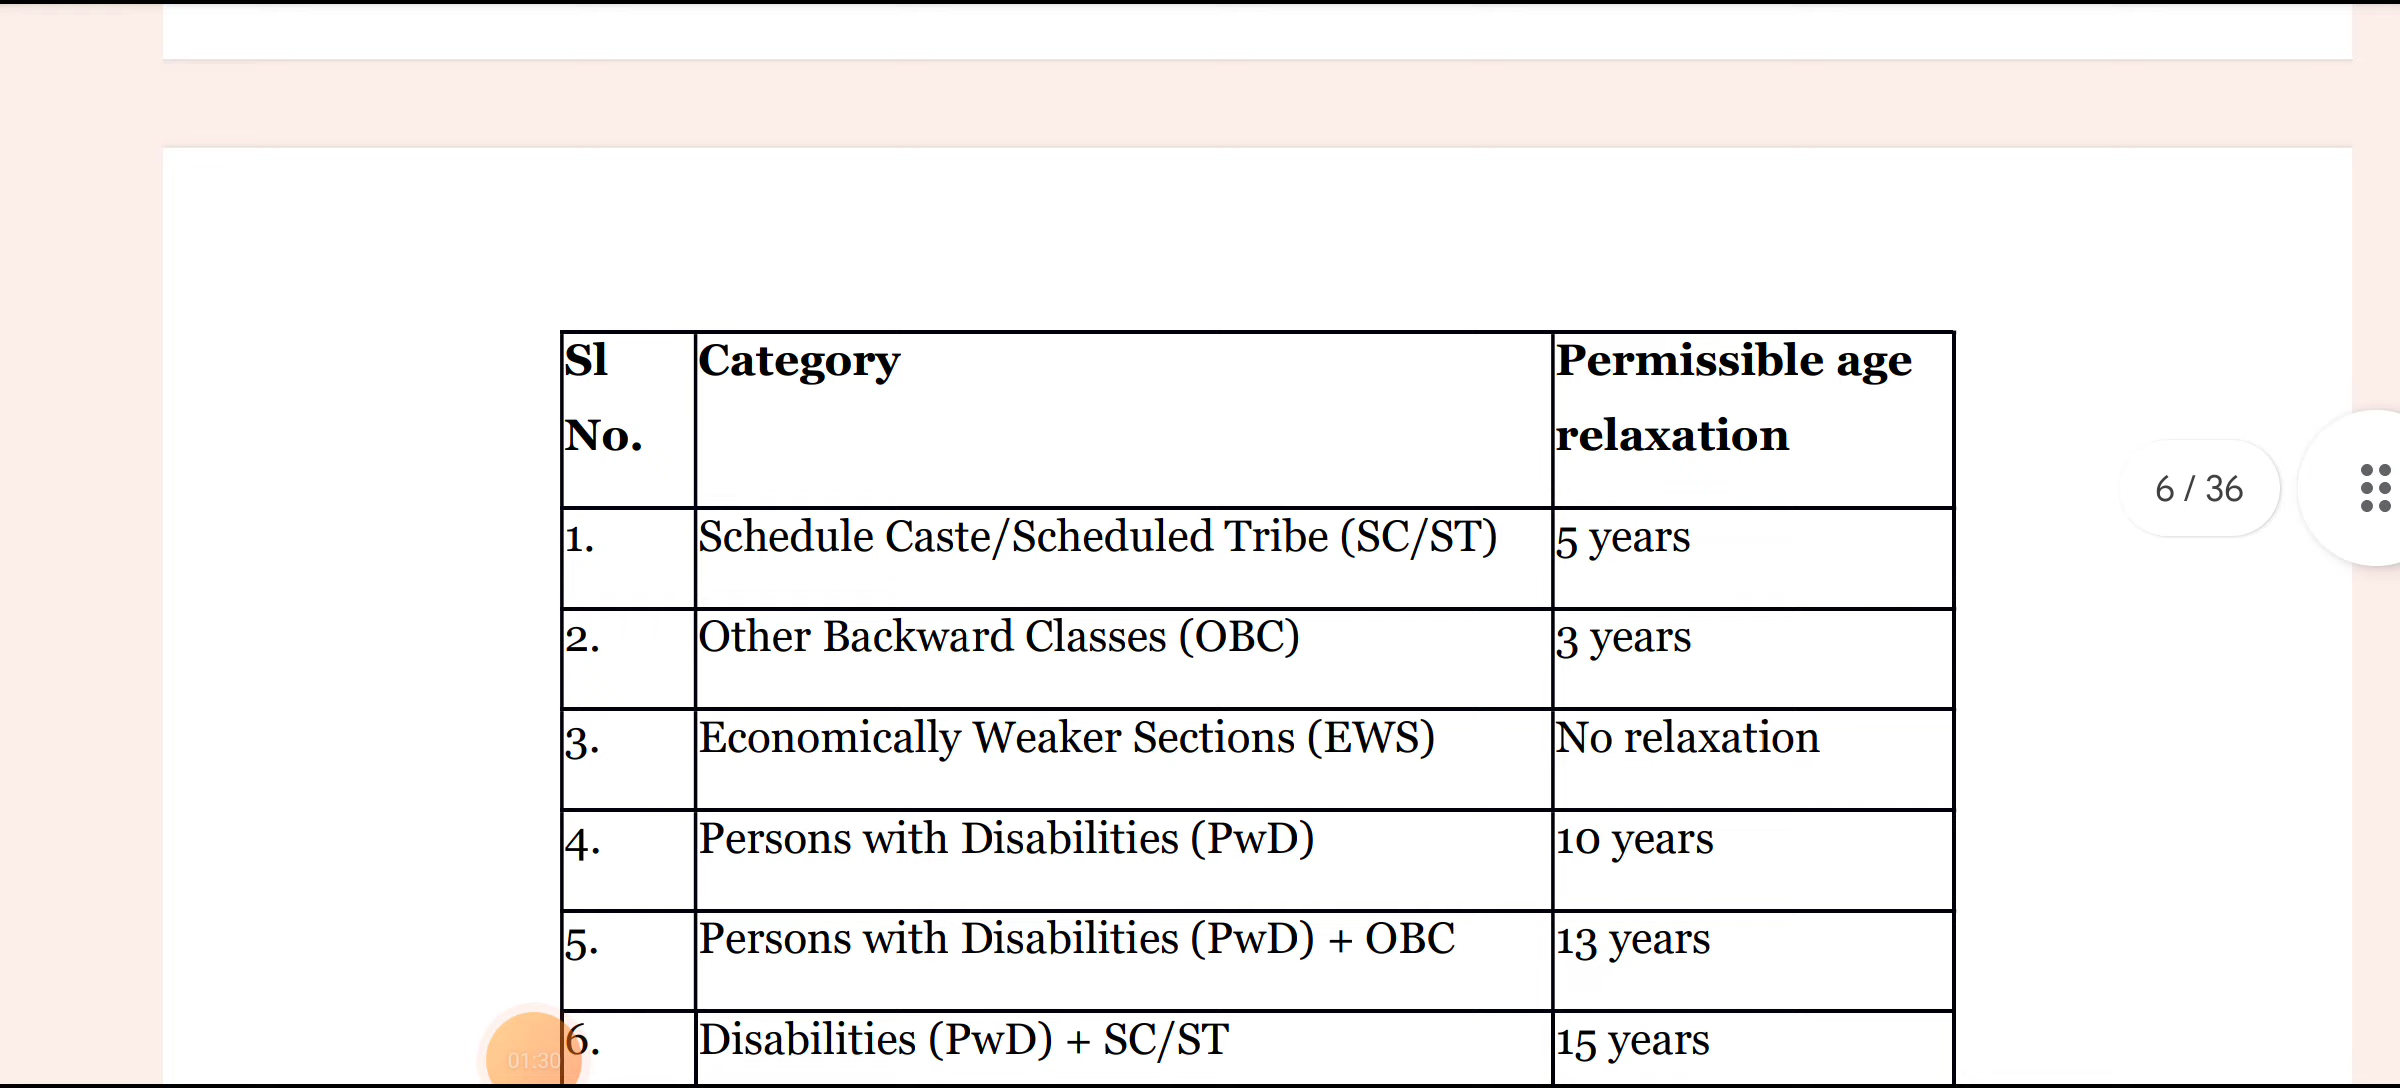 Sl No. Category Permissible age relaxation
1. Schedule Caste/Scheduled Tribe (SC/ST) 5 years
2. Other Backward Classes (OBC) 3 years
3. Economically Weaker Sections (EWS) No relaxation
4. Persons with Disabilities (PwD) 10 years
5. Persons with Disabilities (PwD) + OBC 13 years
6. Disabilities (PwD) + SC/ST 15 years
6 / 36
01:30